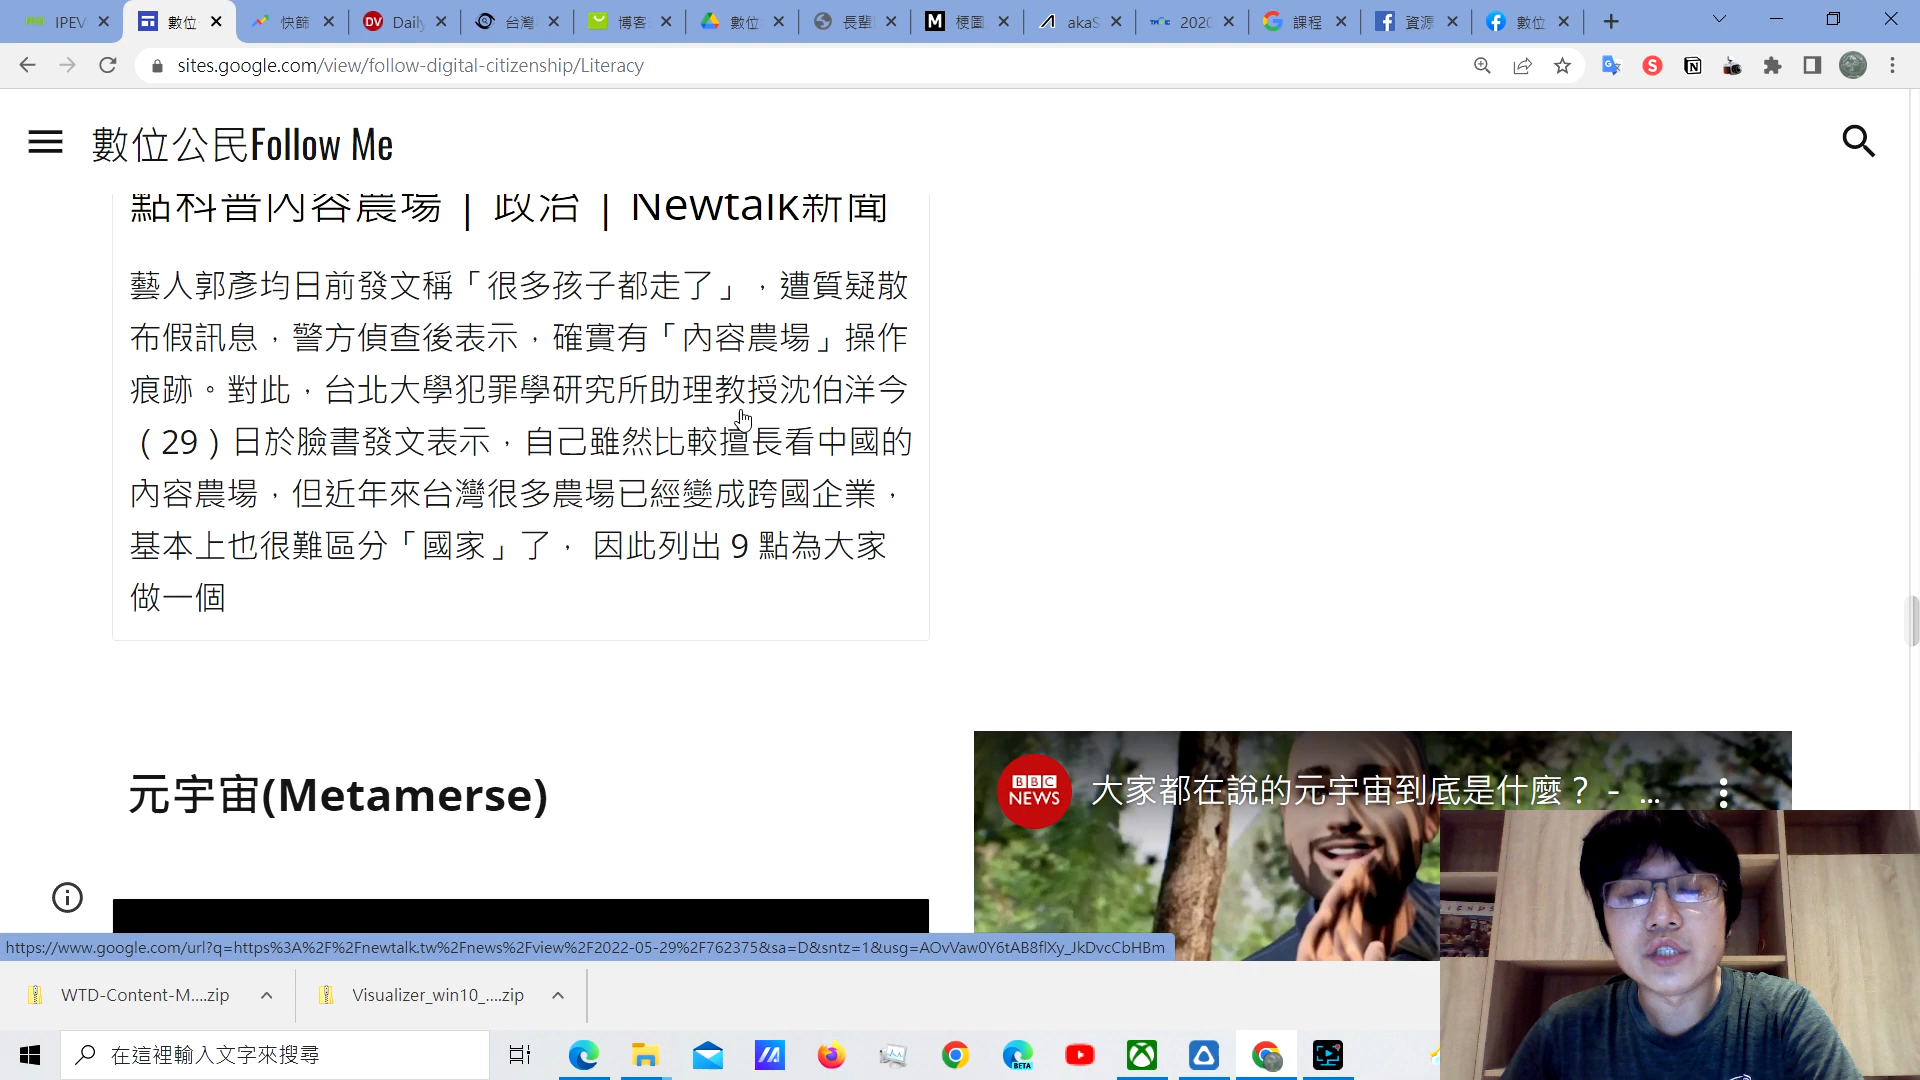 IPEV
數位
快篩
DV Daily
台灣
博客
數位
長輩
梗圖
akaS
2020
課程
資源
數位
sites.google.com/view/follow-digital-citizenship/Literacy
數位公民Follow Me
點科普內容農場 | 政治 | Newtalk新聞
藝人郭彥均日前發文稱「很多孩子都走了」，遭質疑散
布假訊息，警方偵查後表示，確實有「內容農場」操作
痕跡。對此，台北大學犯罪學研究所助理教授沈伯洋今
（29）日於臉書發文表示，自己雖然比較擅長看中國的
內容農場，但近年來台灣很多農場已經變成跨國企業，
基本上也很難區分「國家」了， 因此列出 9 點為大家
做一個
元宇宙(Metamerse)
BBC
NEWS
大家都在說的元宇宙到底是什麼？ - ...
https://www.google.com/url?q=https%3A%2F%2Fnewtalk.tw%2Fnews%2Fview%2F2022-05-29%2F762375&sa=D&sntz=1&usg=AOvVaw0Y6tAB8flXy_JkDvcCbHBm
WTD-Content-M....zip
Visualizer_win10_....zip
在這裡輸入文字來搜尋
BETA